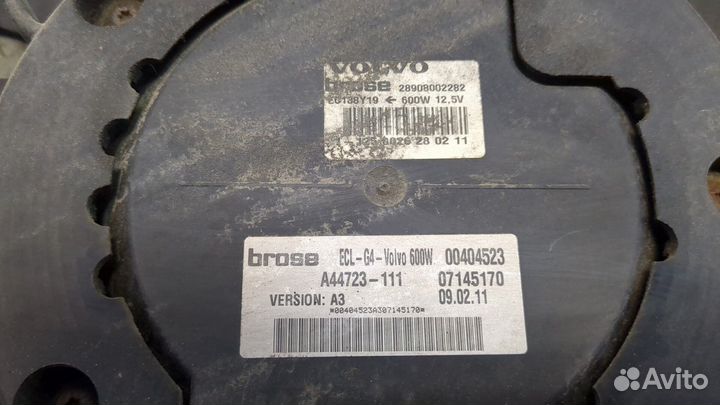 VOLVO
brose 28908002282
← 600W 12,5V
28 02 11
brose ECL-G4-Volvo 600W 00404523
A44723-111 07145170
VERSION: A3 09.02.11
*00404523A307145170*
Avito